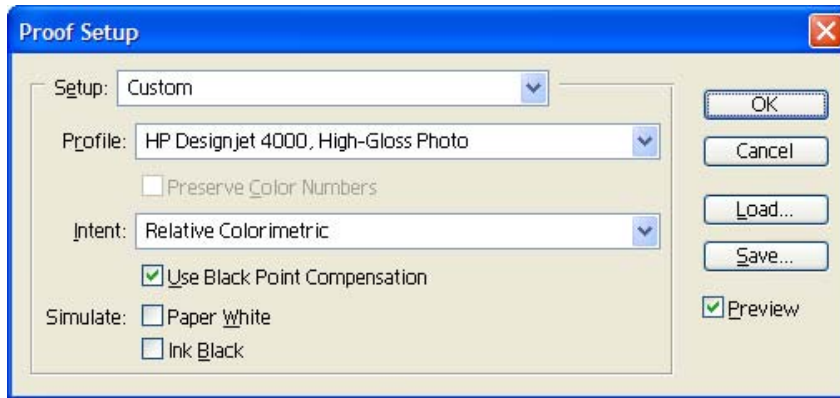 Proof Setup
Setup: Custom
OK
Profile: HP Designjet 4000, High-Gloss Photo
Cancel
Preserve Color Numbers
Load...
Intent: Relative Colorimetric
Save...
Use Black Point Compensation
Preview
Simulate: Paper White
Ink Black